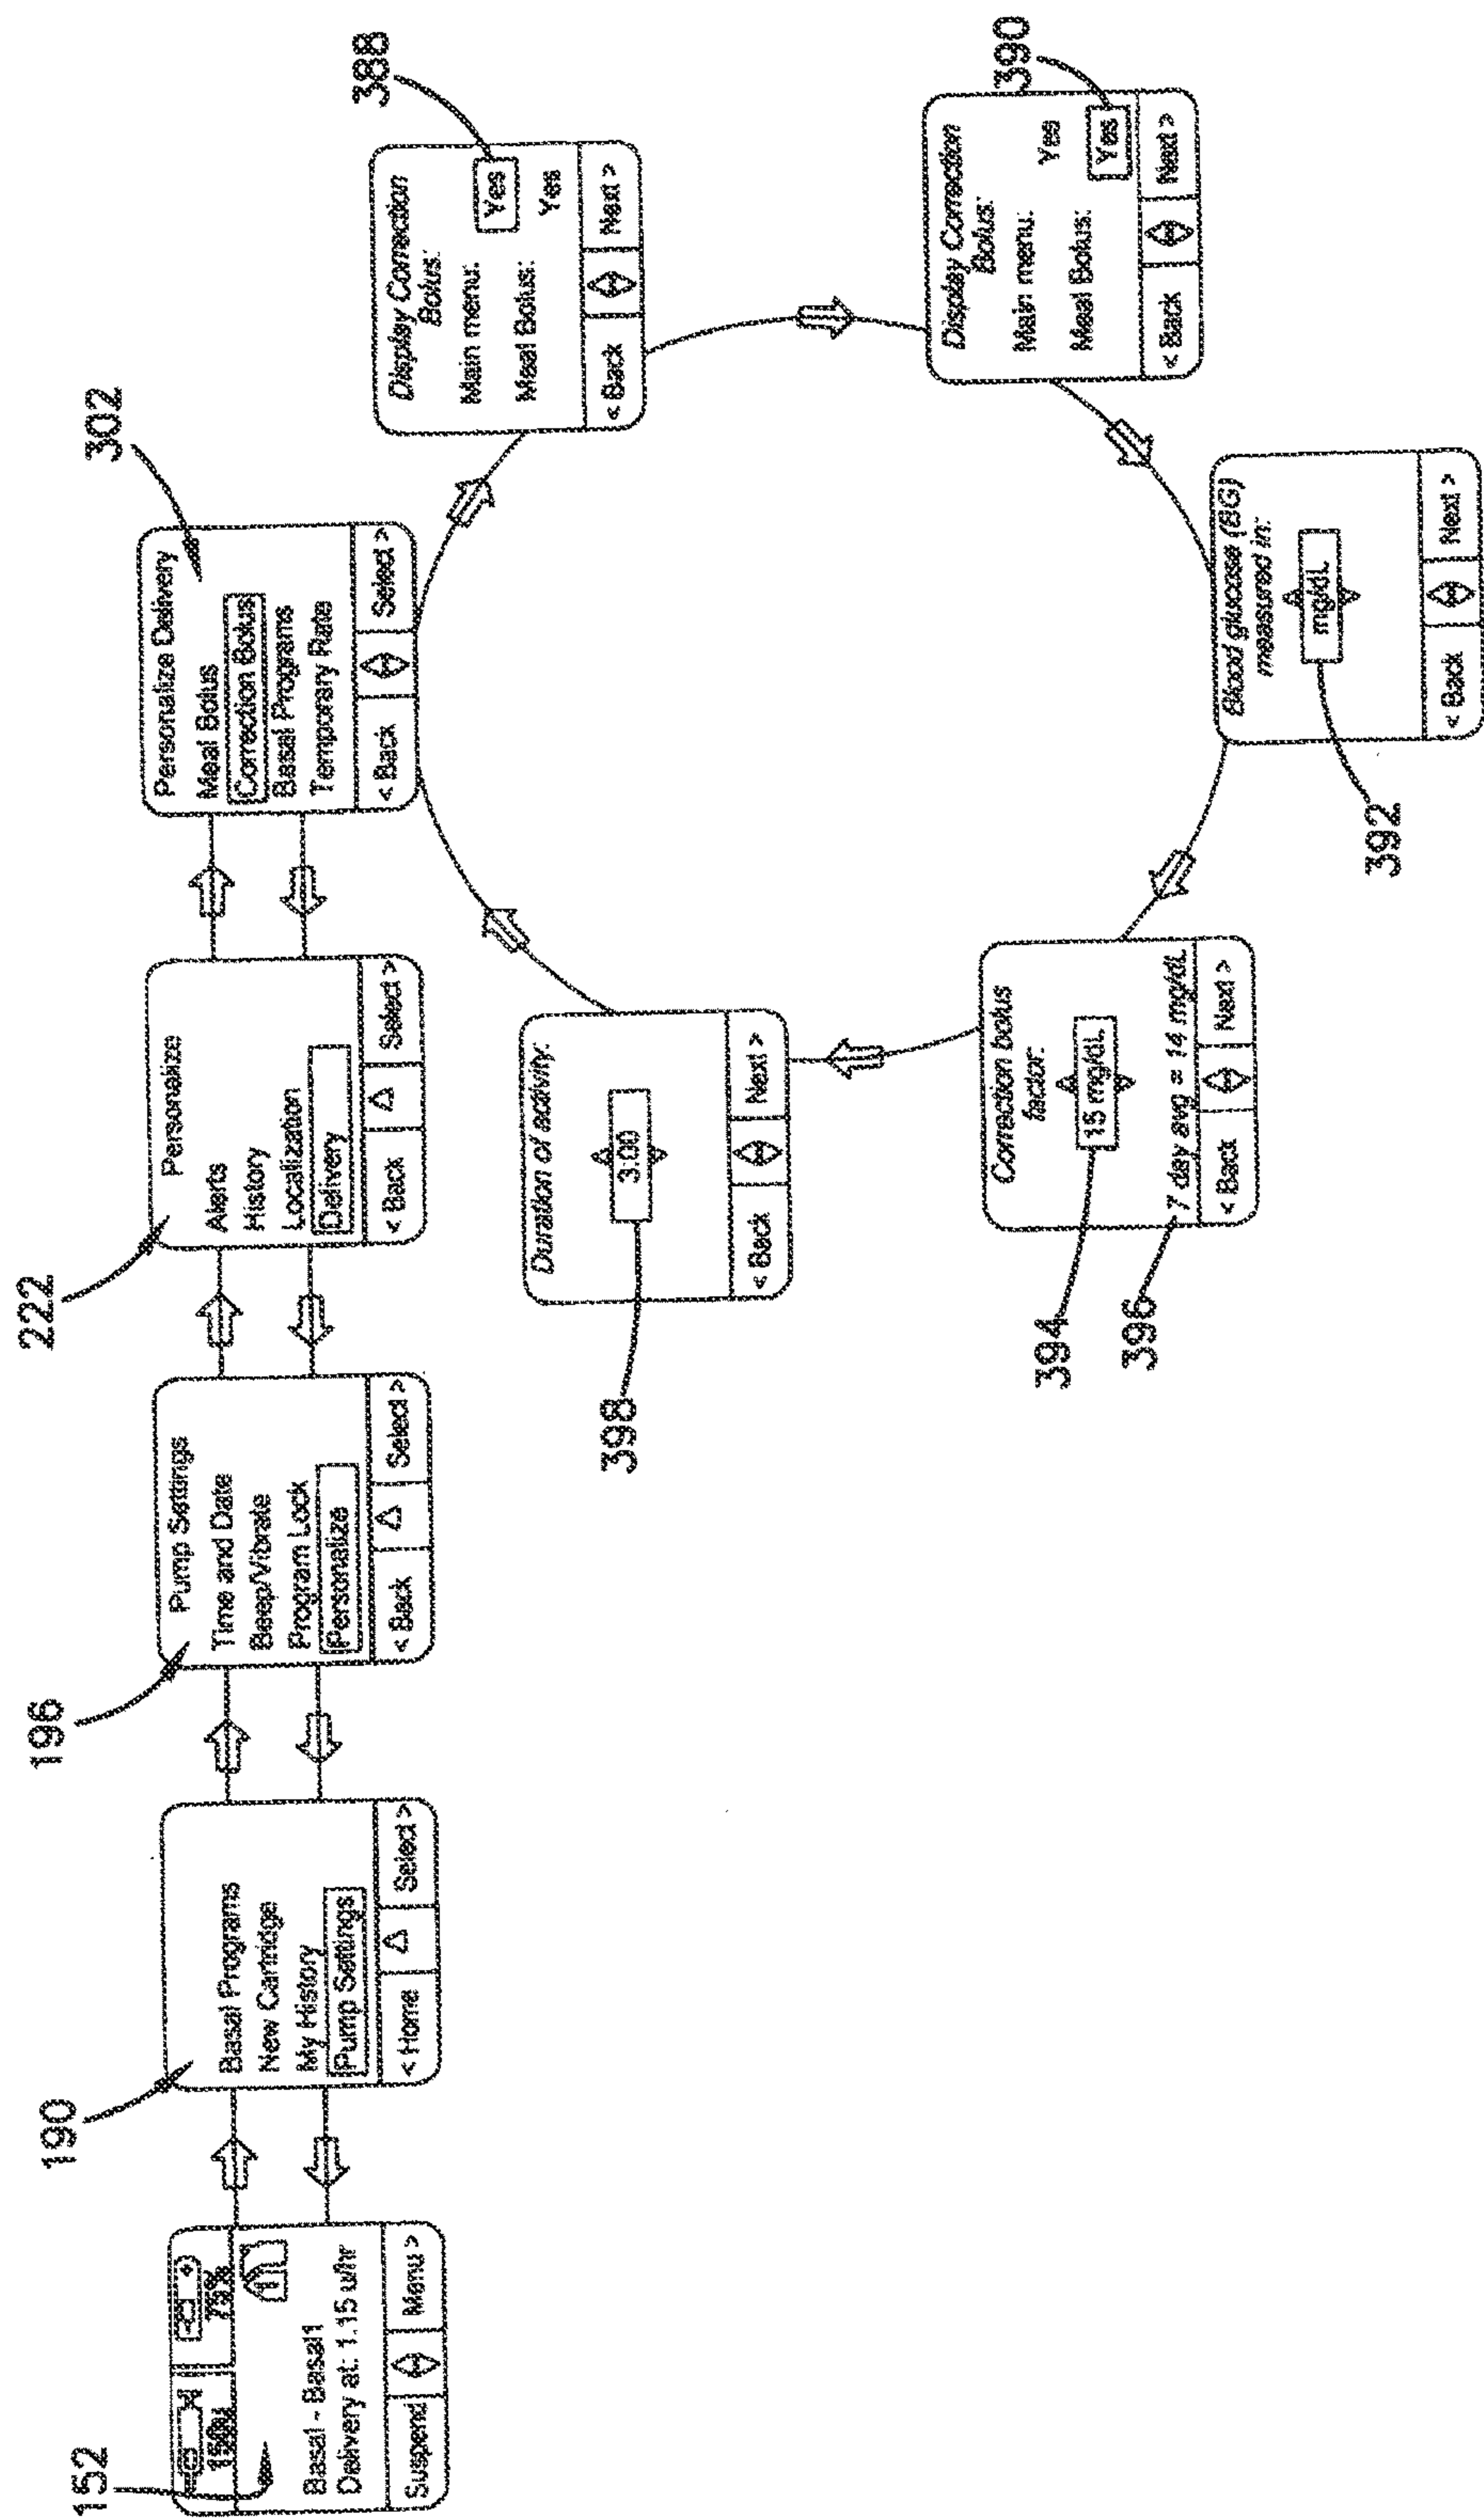 152
150u
75%
Basal - Basal1
Delivery at: 1.15 u/hr
Suspend
Menu >
190
Basal Programs
New Cartridge
My History
Pump Settings
< Home
Select >
196
Pump Settings
Time and Date
Beep/Vibrate
Program Lock
Personalize
< Back
Select >
222
Personalize
Alerts
History
Localization
Delivery
< Back
Select >
302
Personalize Delivery
Meal Bolus
Correction Bolus
Basal Programs
Temporary Rate
< Back
Select >
388
Display Correction
Bolus:
Main menu: Yes
Meal Bolus: Yes
< Back
Next >
390
Display Correction
Bolus:
Main menu: Yes
Meal Bolus: Yes
< Back
Next >
392
Blood glucose (BG)
measured in:
mg/dL
< Back
Next >
394
396
Correction bolus
factor:
15 mg/dL
7 day avg = 14 mg/dL
< Back
Next >
398
Duration of activity:
3:00
< Back
Next >